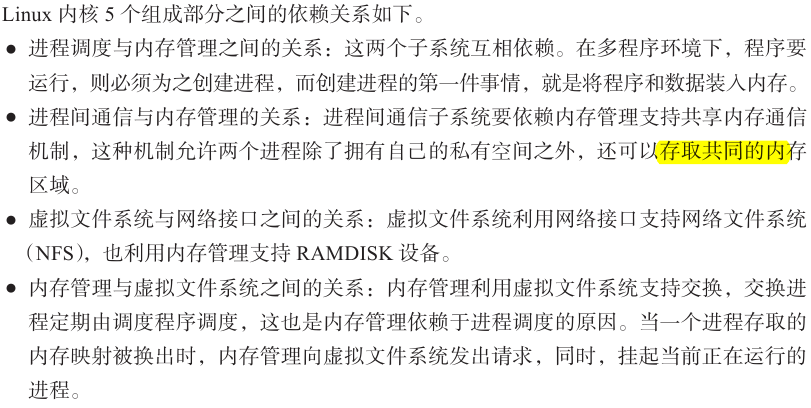 Linux 内核 5 个组成部分之间的依赖关系如下。
● 进程调度与内存管理之间的关系：这两个子系统互相依赖。在多程序环境下，程序要
运行，则必须为之创建进程，而创建进程的第一件事情，就是将程序和数据装入内存。
● 进程间通信与内存管理的关系：进程间通信子系统要依赖内存管理支持共享内存通信
机制，这种机制允许两个进程除了拥有自己的私有空间之外，还可以存取共同的内存
区域。
● 虚拟文件系统与网络接口之间的关系：虚拟文件系统利用网络接口支持网络文件系统
（NFS），也利用内存管理支持 RAMDISK 设备。
● 内存管理与虚拟文件系统之间的关系：内存管理利用虚拟文件系统支持交换，交换进
程定期由调度程序调度，这也是内存管理依赖于进程调度的原因。当一个进程存取的
内存映射被换出时，内存管理向虚拟文件系统发出请求，同时，挂起当前正在运行的
进程。